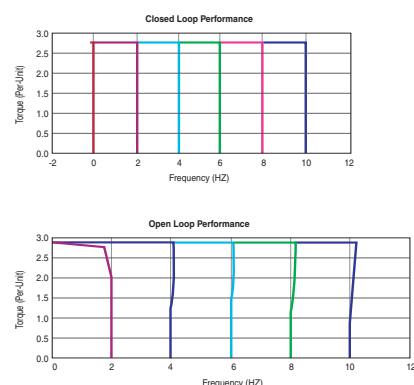 Closed Loop Performance
3.0
2.5
2.0
1.5
1.0
0.5
0.0
Torque (Per-Unit)
-2 0 2 4 6 8 10 12
Frequency (HZ)
Open Loop Performance
3.0
2.5
2.0
1.5
1.0
0.5
0.0
Torque (Per-Unit)
0 2 4 6 8 10 12
Frequency (HZ)